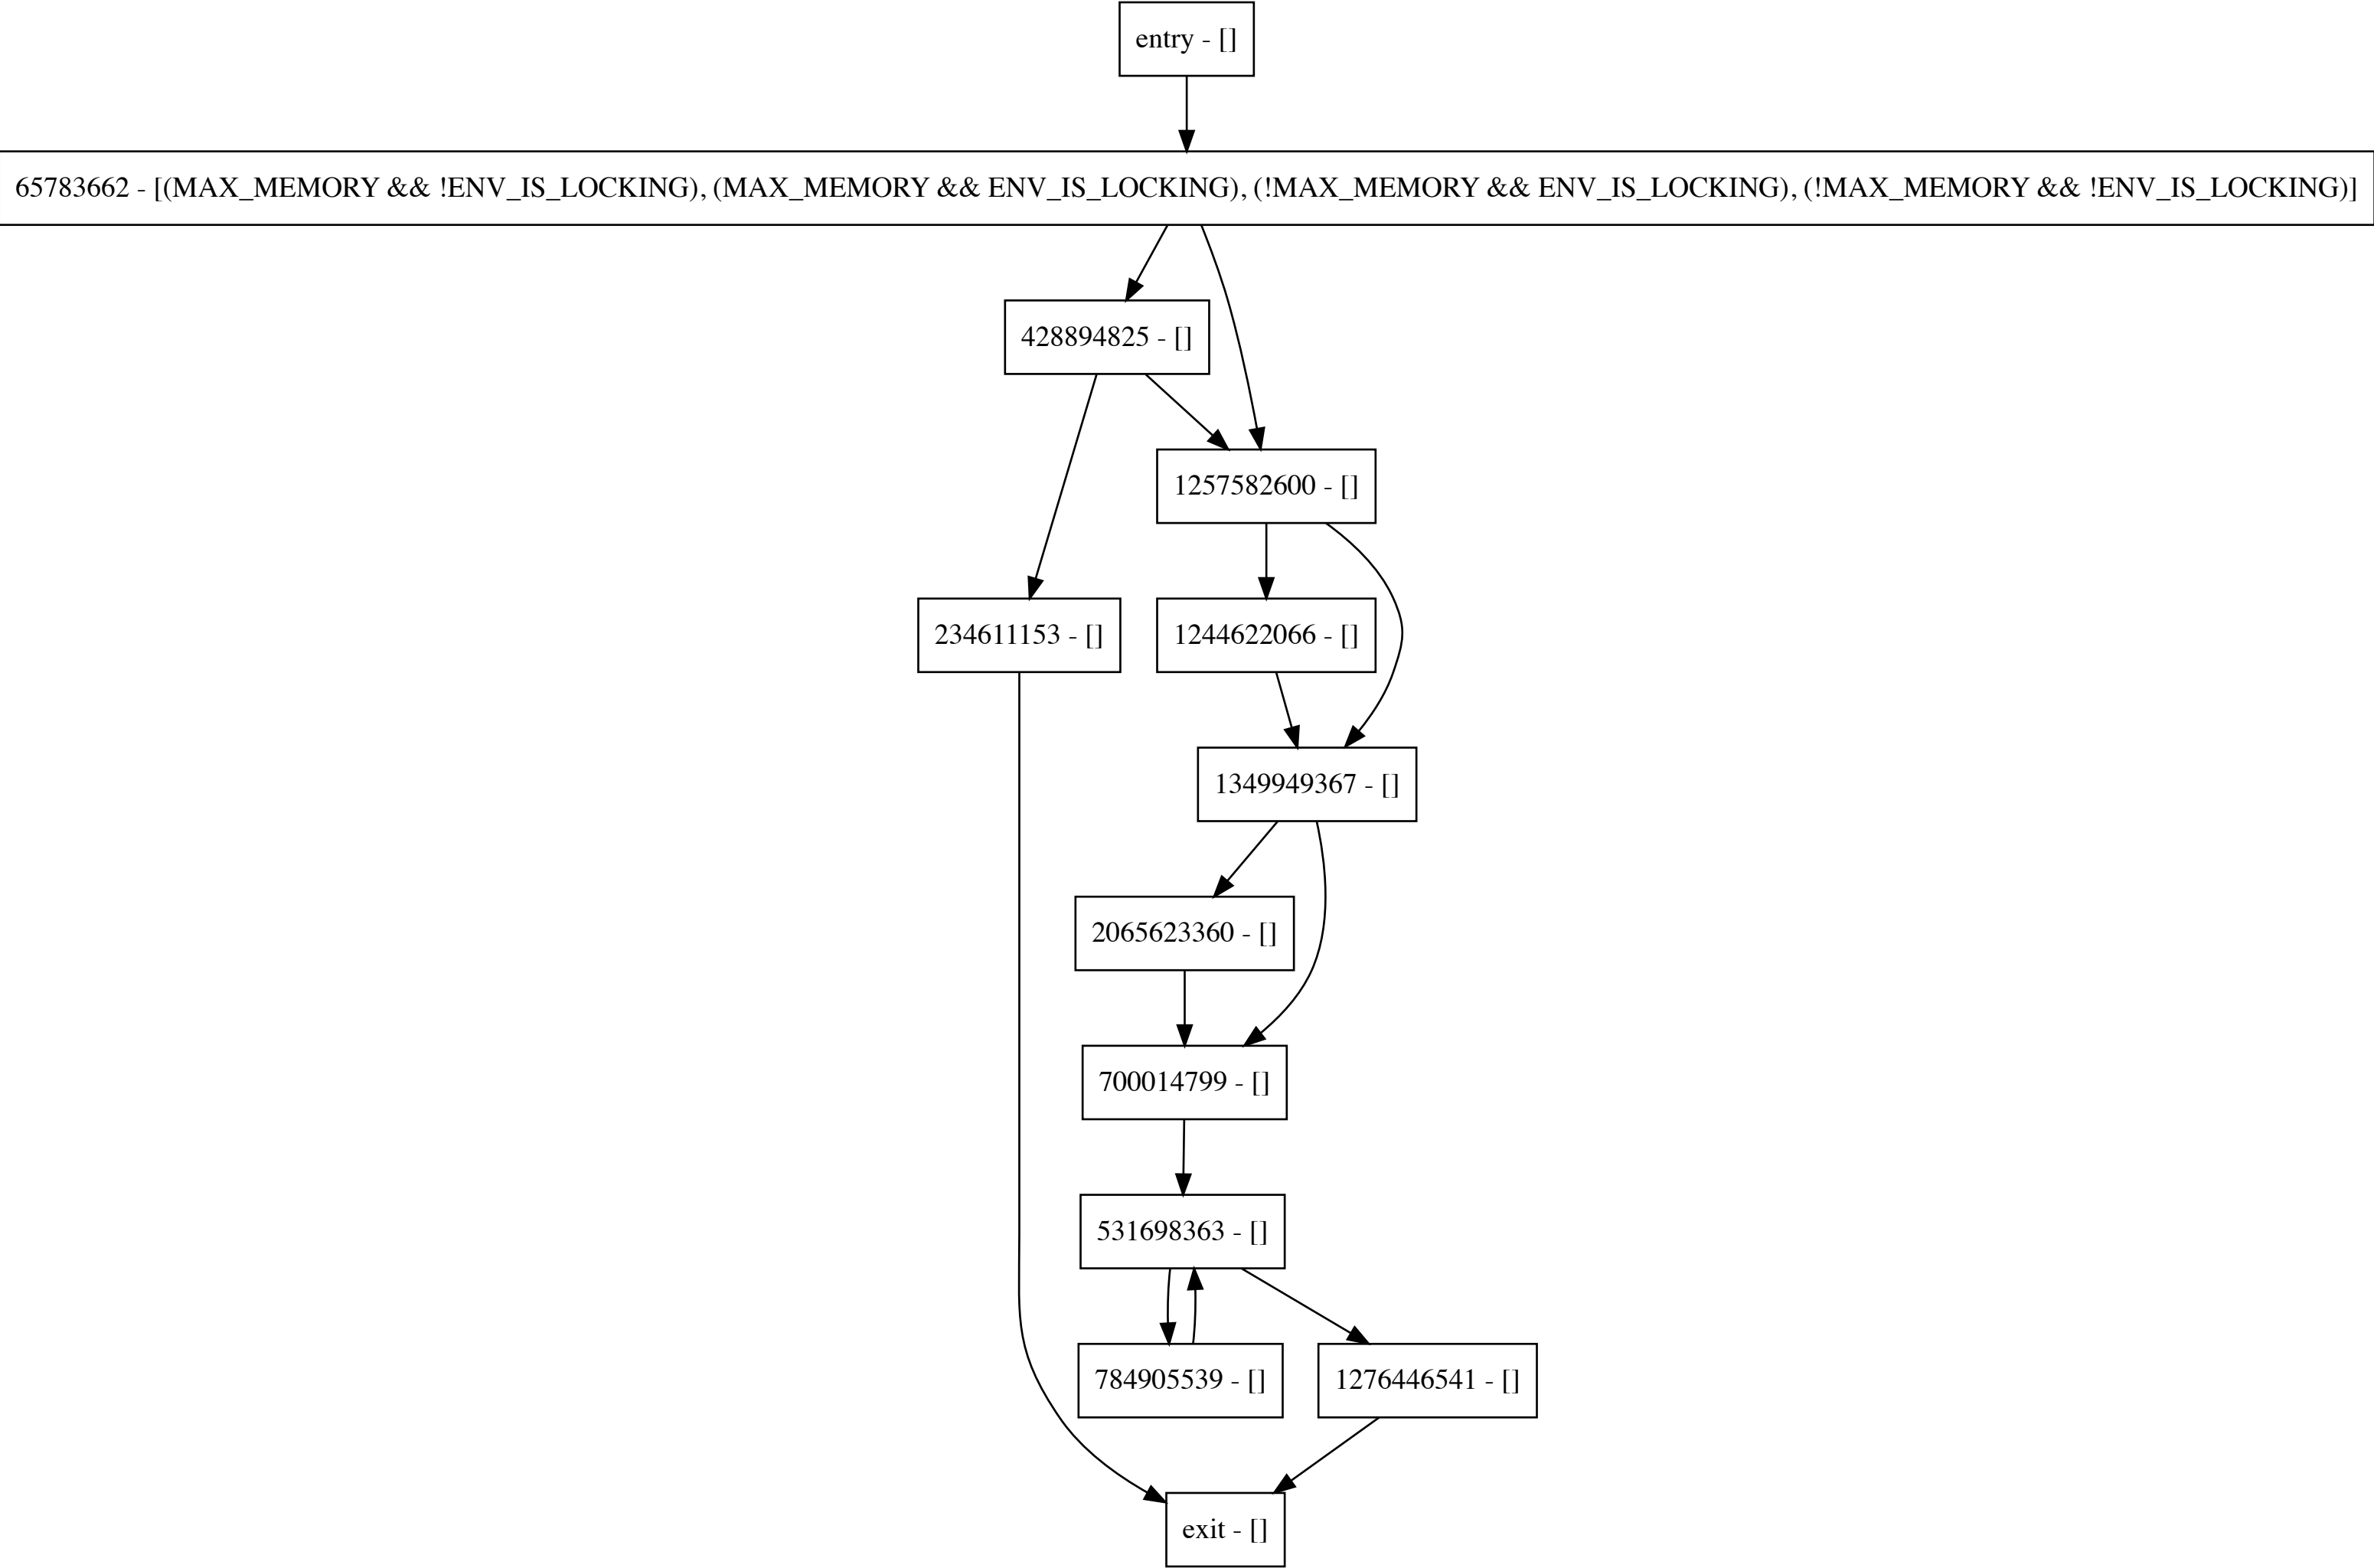 entry - []
65783662 - [(MAX_MEMORY && !ENV_IS_LOCKING), (MAX_MEMORY && ENV_IS_LOCKING), (!MAX_MEMORY && ENV_IS_LOCKING), (!MAX_MEMORY && !ENV_IS_LOCKING)]
428894825 - []
1257582600 - []
234611153 - []
1244622066 - []
1349949367 - []
2065623360 - []
700014799 - []
531698363 - []
784905539 - []
1276446541 - []
exit - []